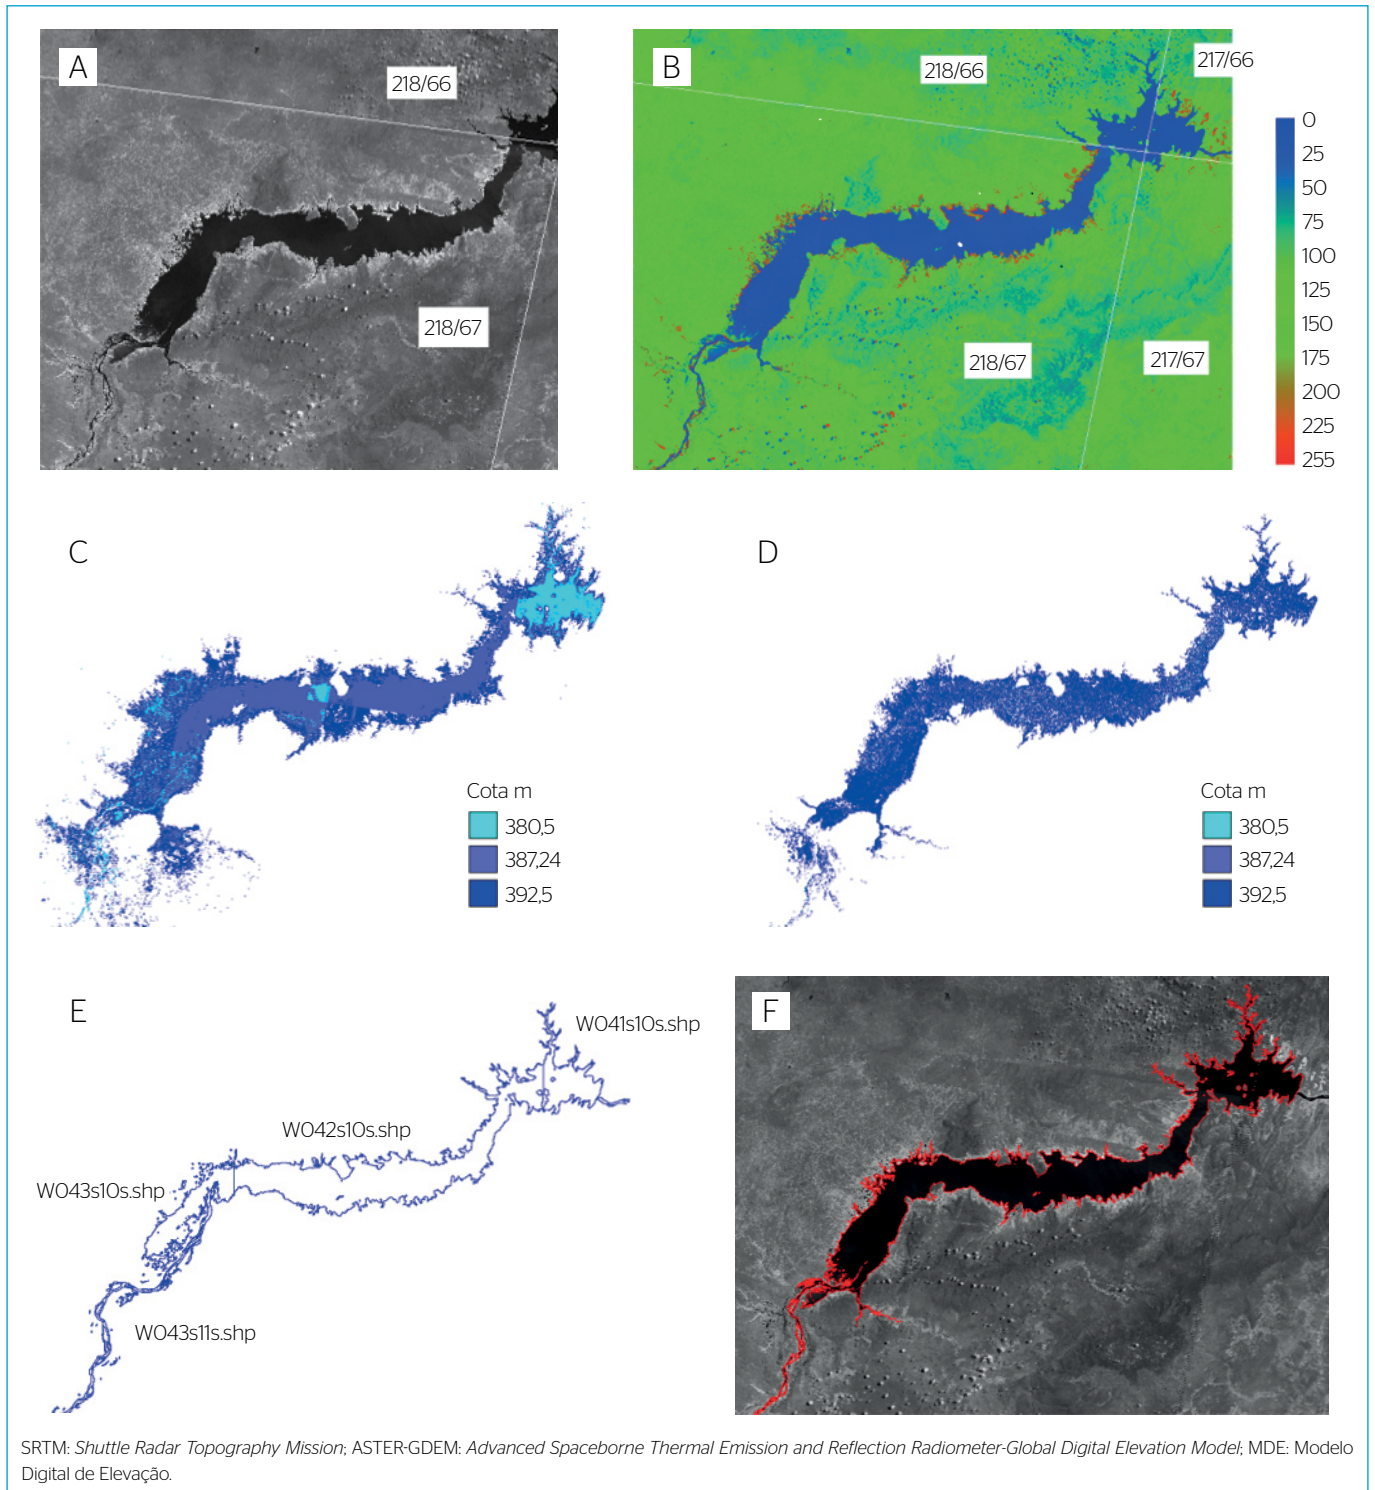 A
218/66
218/67
B
218/66
217/66
218/67
217/67
0
25
50
75
100
125
150
175
200
225
255
C
Cota m
380,5
387,24
392,5
D
Cota m
380,5
387,24
392,5
E
W041s10s.shp
W042s10s.shp
W043s10s.shp
W043s11s.shp
F
SRTM: Shuttle Radar Topography Mission; ASTER-GDEM: Advanced Spaceborne Thermal Emission and Reflection Radiometer-Global Digital Elevation Model; MDE: Modelo
Digital de Elevação.